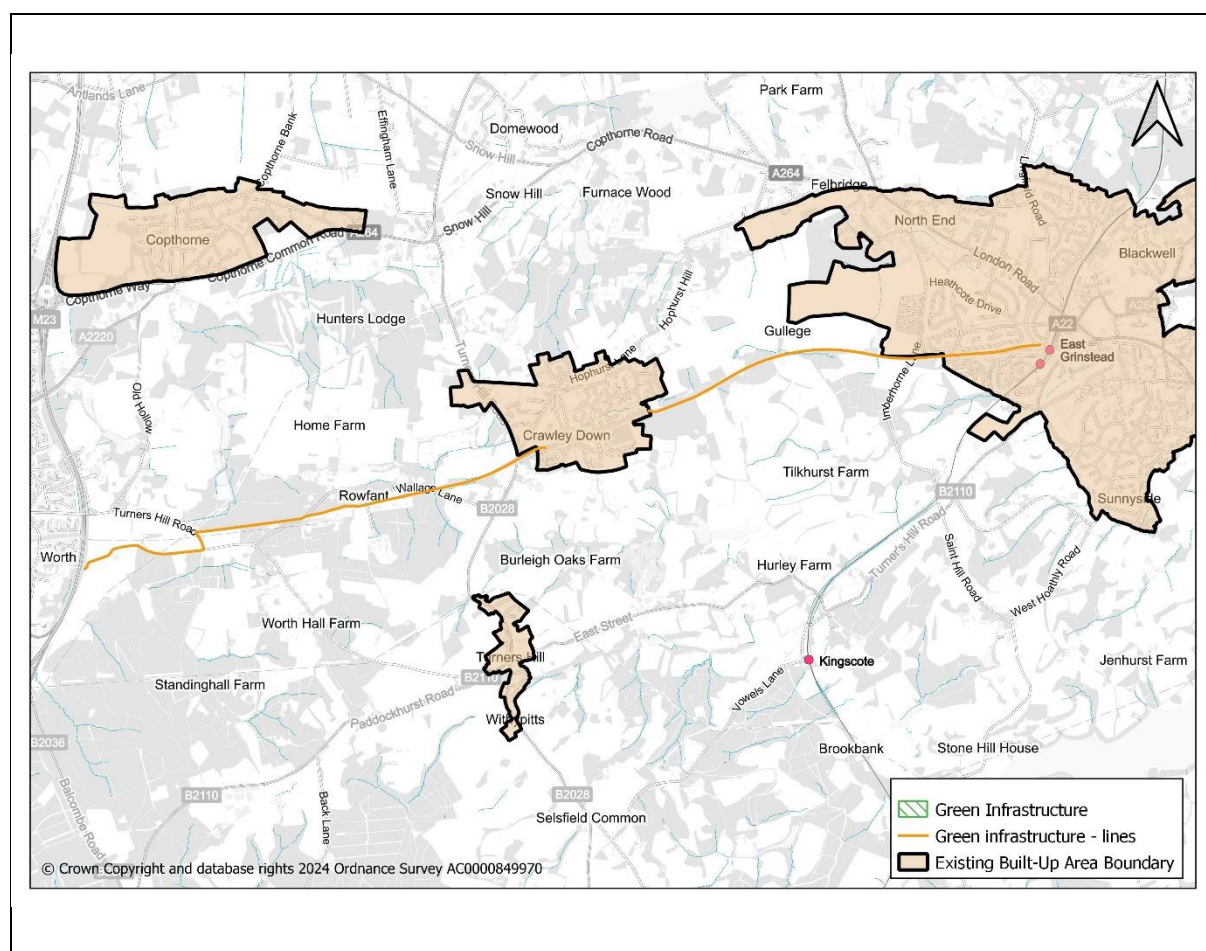 Antlands Lane
Park Farm
Effingham Lane
Copthorne Bank
Domewood
Snow Hill
Copthorne Road
A264
Felbridge
Snow Hill
Furnace Wood
North End
Copthorne
Snow Hill
Copthorne Common Road
London Road
Blackwell
Copthorne Way
Heathcote Drive
Hophurst Hill
M23
A2220
Hunters Lodge
Gullege
A22
East
Grinstead
Hophurst Lane
Imberhorne Lane
Old Hollow
Home Farm
Crawley Down
Tilkhurst Farm
Rowfant
Wallage Lane
B2110
Sunnyside
Turners Hill Road
B2028
Worth
Turner's Hill Road
Saint Hill Road
West Hoathly Road
Burleigh Oaks Farm
Hurley Farm
Worth Hall Farm
East Street
Turners Hill
Kingscote
Jenhurst Farm
Standinghall Farm
B2110
Paddockhurst Road
Vowels Lane
B2036
Brookbank
Stone Hill House
Balcombe Road
B2110
Back Lane
B2028
Selsfield Common
Green Infrastructure
Green infrastructure - lines
Existing Built-Up Area Boundary
© Crown Copyright and database rights 2024 Ordnance Survey AC0000849970